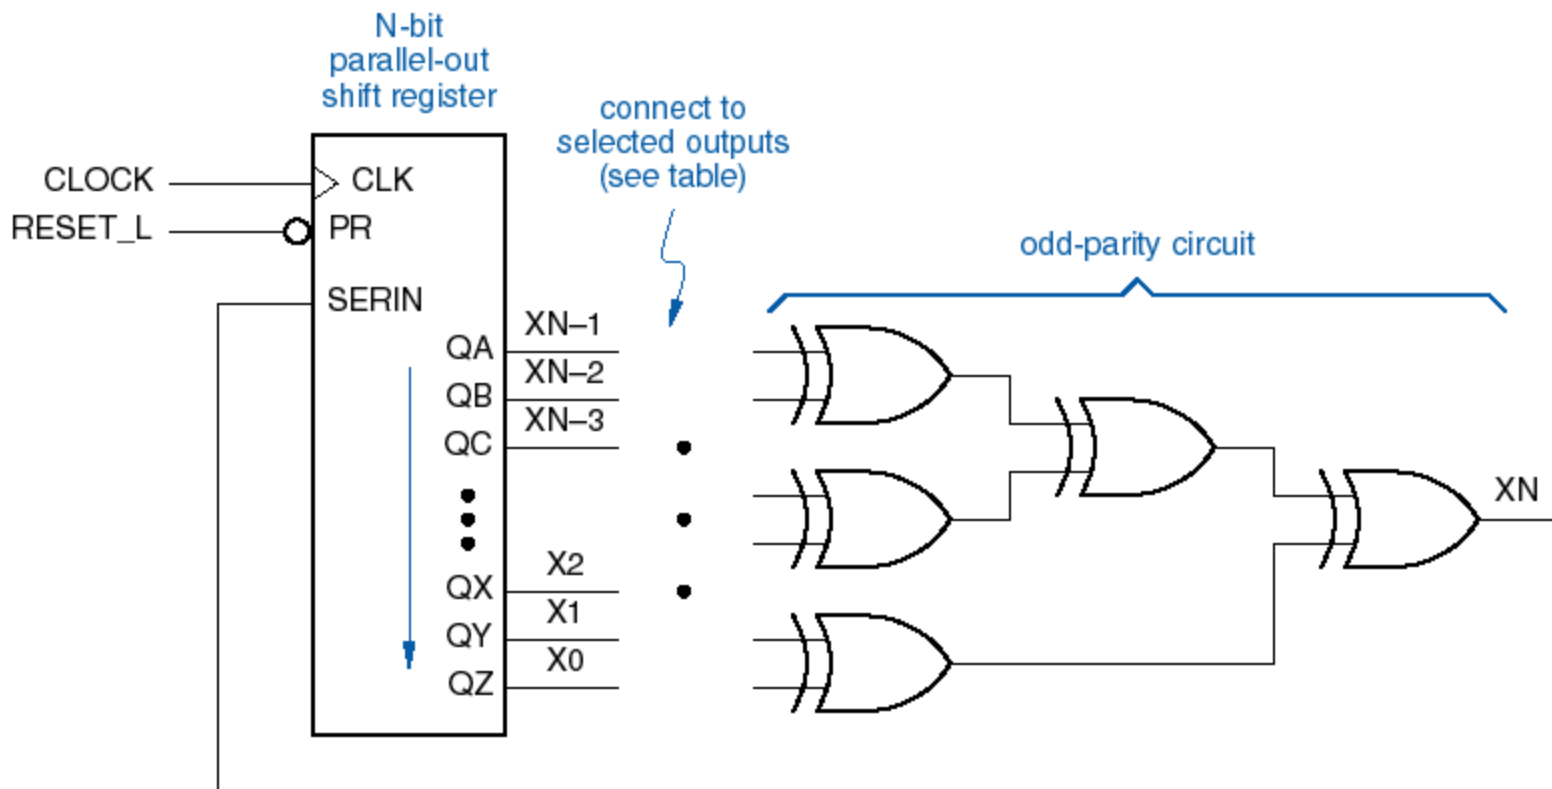 N-bit
parallel-out
shift register
connect to
selected outputs
(see table)
CLOCK
CLK
RESET_L
PR
odd-parity circuit
SERIN
XN–1
QA
XN–2
QB
XN–3
QC
XN
X2
QX
X1
QY
X0
QZ